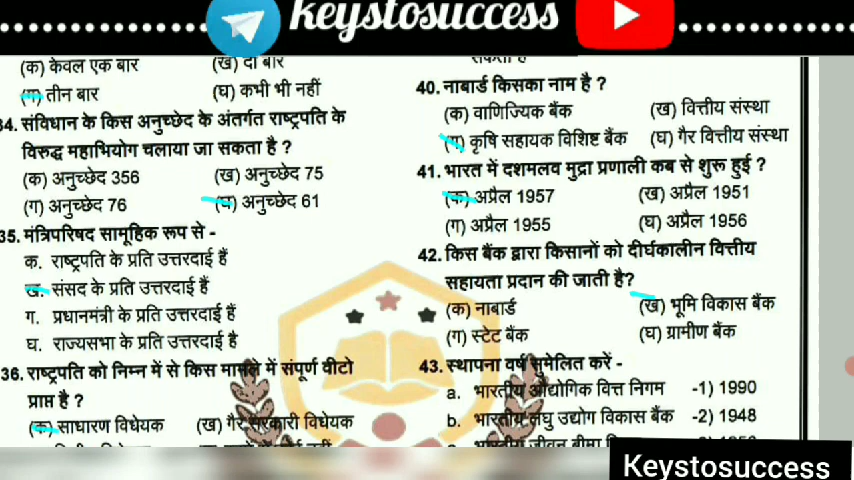 keystosuccess
(क) केवल एक बार (ख) दो बार
(ग) तीन बार (घ) कभी भी नहीं
34. संविधान के किस अनुच्छेद के अंतर्गत राष्ट्रपति के
विरुद्ध महाभियोग चलाया जा सकता है ?
(क) अनुच्छेद 356 (ख) अनुच्छेद 75
(ग) अनुच्छेद 76 (घ) अनुच्छेद 61
35. मंत्रिपरिषद सामूहिक रूप से -
क. राष्ट्रपति के प्रति उत्तरदाई हैं
ख. संसद के प्रति उत्तरदाई हैं
ग. प्रधानमंत्री के प्रति उत्तरदाई हैं
घ. राज्यसभा के प्रति उत्तरदाई है
36. राष्ट्रपति को निम्न में से किस मामले में संपूर्ण वीटो
प्राप्त है ?
(क) साधारण विधेयक (ख) गैर सरकारी विधेयक
40. नाबार्ड किसका नाम है ?
(क) वाणिज्यिक बैंक (ख) वित्तीय संस्था
(ग) कृषि सहायक विशिष्ट बैंक (घ) गैर वित्तीय संस्था
41. भारत में दशमलव मुद्रा प्रणाली कब से शुरू हुई ?
(क) अप्रैल 1957 (ख) अप्रैल 1951
(ग) अप्रैल 1955 (घ) अप्रैल 1956
42. किस बैंक द्वारा किसानों को दीर्घकालीन वित्तीय
सहायता प्रदान की जाती है?
(क) नाबार्ड (ख) भूमि विकास बैंक
(ग) स्टेट बैंक (घ) ग्रामीण बैंक
43. स्थापना वर्ष सुमेलित करें -
a. भारतीय औद्योगिक वित्त निगम -1) 1990
b. भारतीय लघु उद्योग विकास बैंक -2) 1948
Keystosuccess